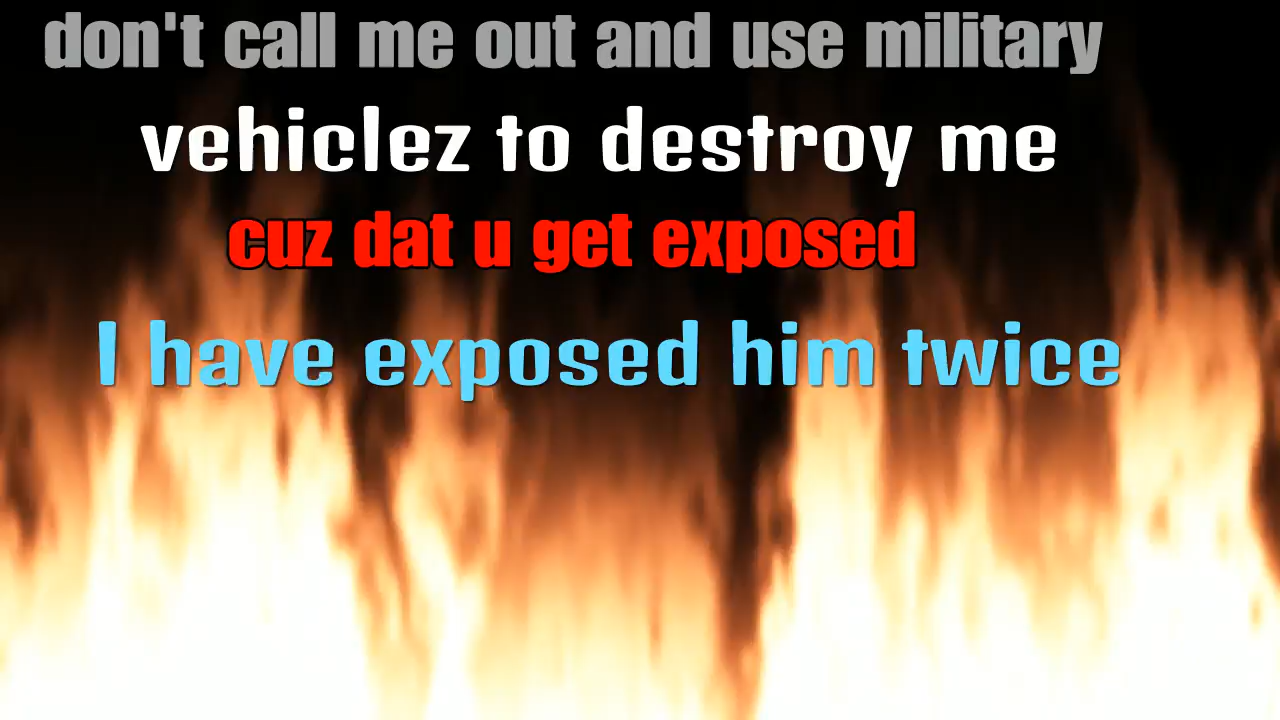 don't call me out and use military
vehiclez to destroy me
cuz dat u get exposed
I have exposed him twice